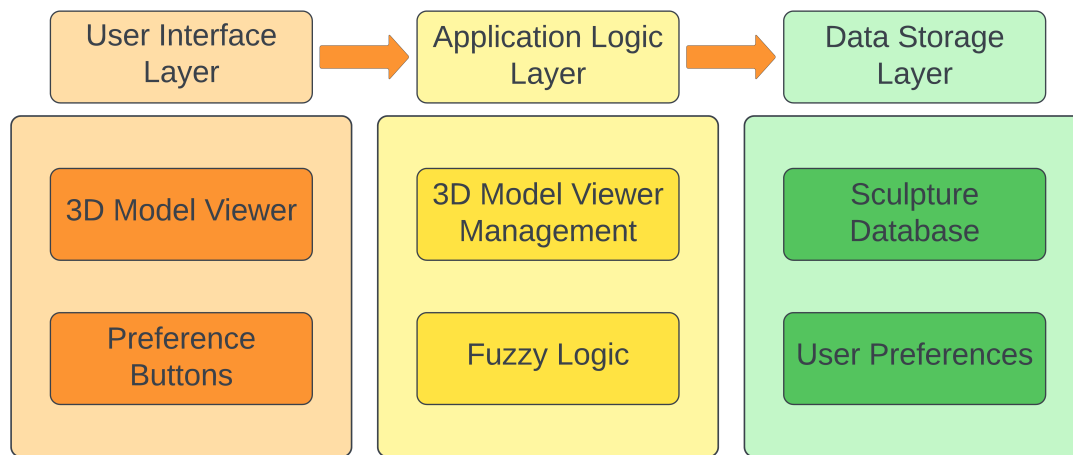 User Interface
Layer
Application Logic
Layer
Data Storage
Layer
3D Model Viewer
Preference
Buttons
3D Model Viewer
Management
Fuzzy Logic
Sculpture
Database
User Preferences